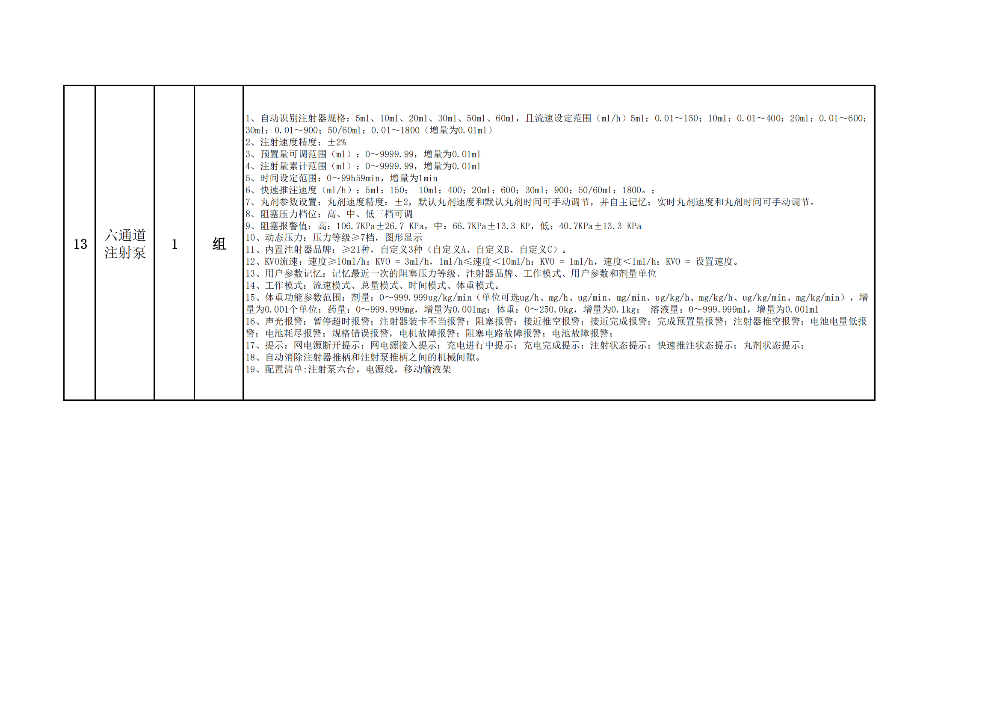 13
六通道
注射泵
1
组
1、自动识别注射器规格：5ml、10ml、20ml、30ml、50ml、60ml，且流速设定范围（ml/h）5ml：0.01～150；10ml：0.01～400；20ml：0.01～600；
30ml：0.01～900；50/60ml：0.01～1800（增量为0.01ml）
2、注射速度精度：±2%
3、预置量可调范围（ml）：0～9999.99，增量为0.01ml
4、注射量累计范围（ml）：0～9999.99，增量为0.01ml
5、时间设定范围：0～99h59min，增量为1min
6、快速推注速度（ml/h）：5ml：150； 10ml：400；20ml：600；30ml：900；50/60ml：1800。；
7、丸剂参数设置：丸剂速度精度：±2，默认丸剂速度和默认丸剂时间可手动调节，并自主记忆；实时丸剂速度和丸剂时间可手动调节。
8、阻塞压力档位：高、中、低三档可调
9、阻塞报警值：高：106.7KPa±26.7 KPa，中：66.7KPa±13.3 KP，低：40.7KPa±13.3 KPa
10、动态压力：压力等级≥7档，图形显示
11、内置注射器品牌：≥21种，自定义3种（自定义A、自定义B、自定义C）。
12、KVO流速：速度≥10ml/h：KVO = 3ml/h，1ml/h≤速度＜10ml/h：KVO = 1ml/h，速度＜1ml/h：KVO = 设置速度。
13、用户参数记忆：记忆最近一次的阻塞压力等级、注射器品牌、工作模式、用户参数和剂量单位
14、工作模式：流速模式、总量模式、时间模式、体重模式。
15、体重功能参数范围：剂量：0～999.999ug/kg/min（单位可选ug/h、mg/h、ug/min、mg/min、ug/kg/h、mg/kg/h、ug/kg/min、mg/kg/min），增
量为0.001个单位；药量：0～999.999mg，增量为0.001mg；体重：0～250.0kg，增量为0.1kg； 溶液量：0～999.999ml，增量为0.001ml
16、声光报警：暂停超时报警；注射器装卡不当报警；阻塞报警；接近推空报警；接近完成报警；完成预置量报警；注射器推空报警；电池电量低报
警；电池耗尽报警；规格错误报警，电机故障报警；阻塞电路故障报警；电池故障报警；
17、提示：网电源断开提示；网电源接入提示；充电进行中提示；充电完成提示；注射状态提示；快速推注状态提示；丸剂状态提示；
18、自动消除注射器推柄和注射泵推柄之间的机械间隙。
19、配置清单:注射泵六台，电源线，移动输液架